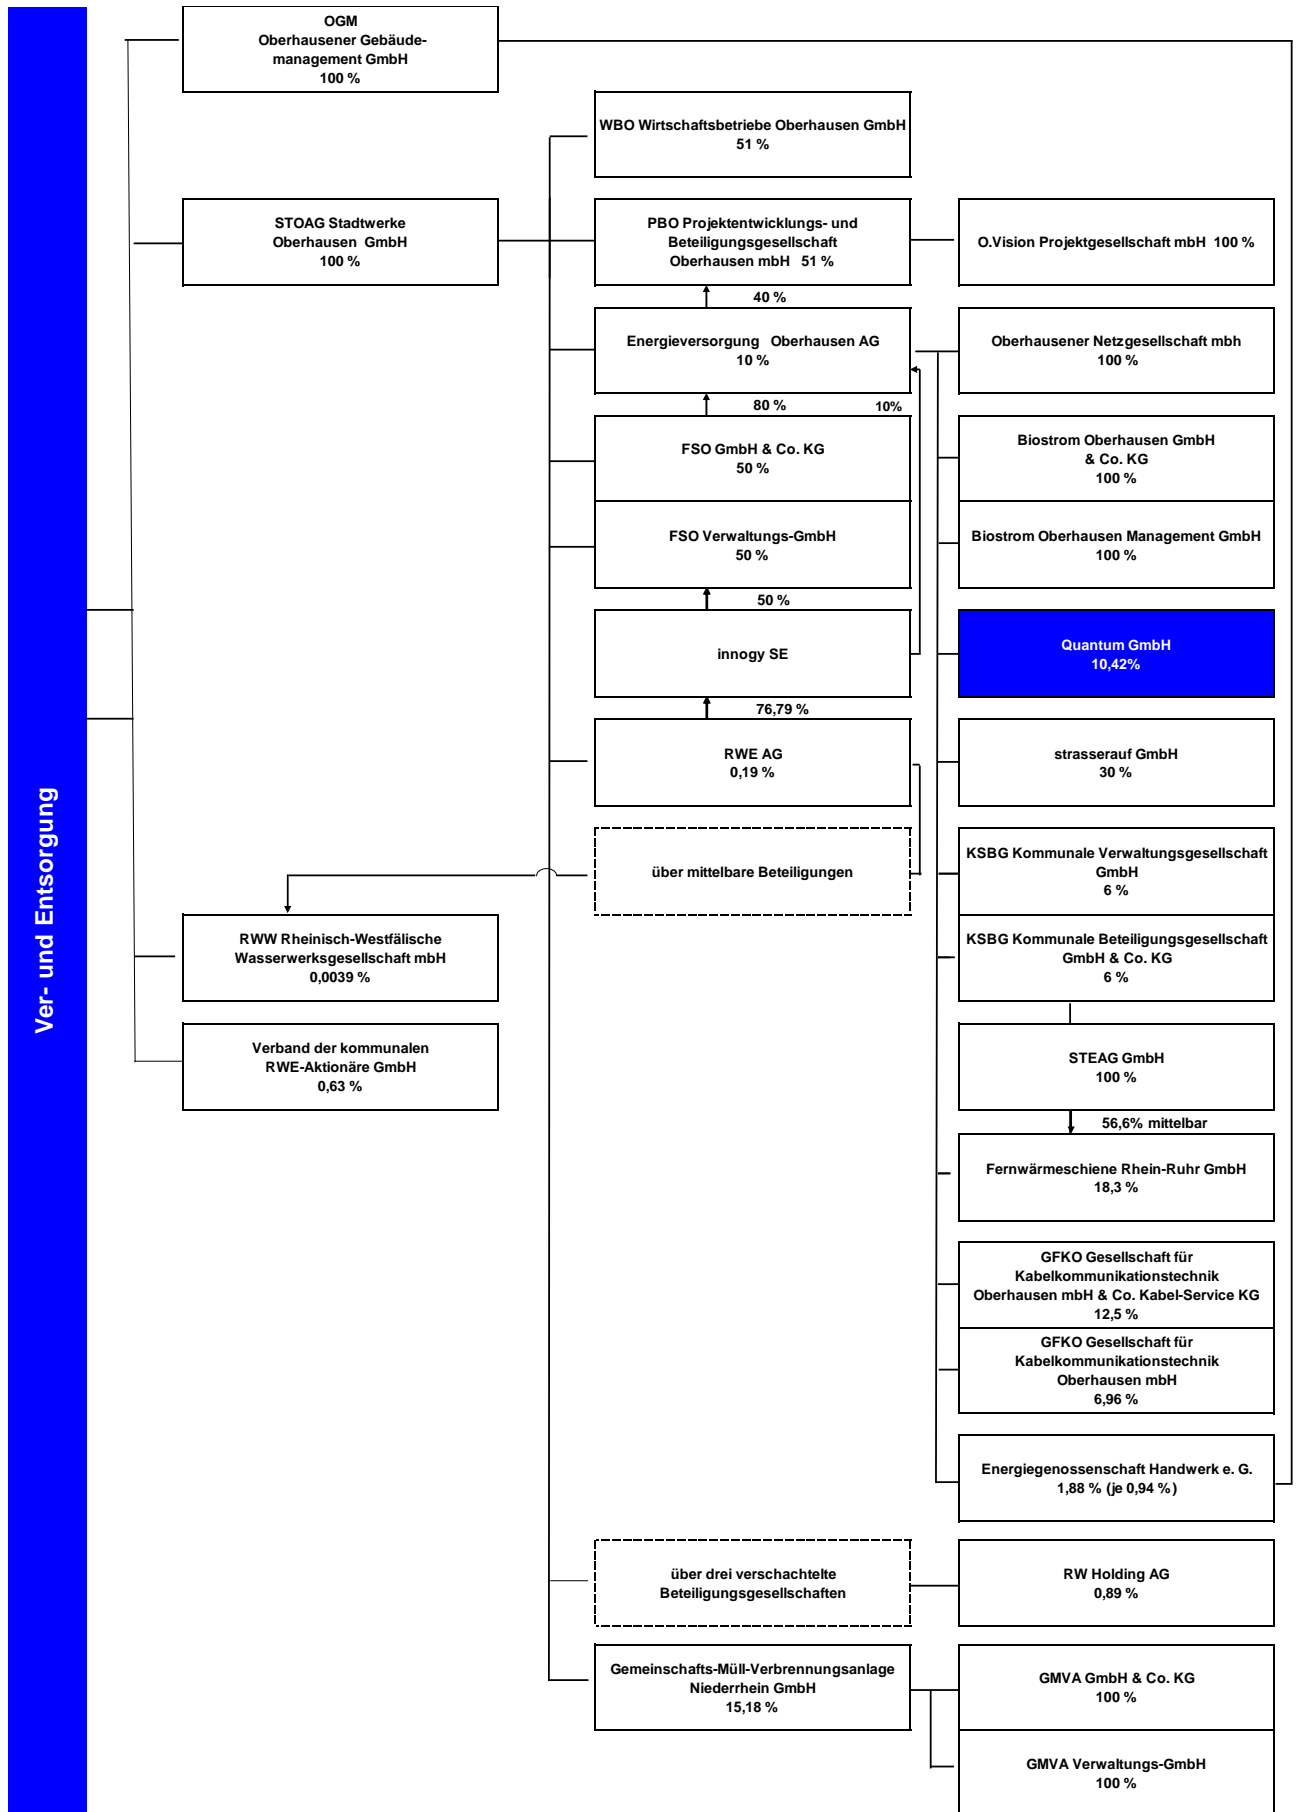 Ver- und Entsorgung
OGM
Oberhausener Gebäude-
management GmbH
100 %
WBO Wirtschaftsbetriebe Oberhausen GmbH
51 %
STOAG Stadtwerke
Oberhausen GmbH
100 %
PBO Projektentwicklungs- und
Beteiligungsgesellschaft
Oberhausen mbH 51 %
O.Vision Projektgesellschaft mbH 100 %
40 %
Energieversorgung Oberhausen AG
10 %
Oberhausener Netzgesellschaft mbh
100 %
80 %
10%
FSO GmbH & Co. KG
50 %
Biostrom Oberhausen GmbH
& Co. KG
100 %
FSO Verwaltungs-GmbH
50 %
Biostrom Oberhausen Management GmbH
100 %
50 %
innogy SE
Quantum GmbH
10,42%
76,79 %
RWE AG
0,19 %
strasserauf GmbH
30 %
über mittelbare Beteiligungen
KSBG Kommunale Verwaltungsgesellschaft
GmbH
6 %
RWW Rheinisch-Westfälische
Wasserwerksgesellschaft mbH
0,0039 %
KSBG Kommunale Beteiligungsgesellschaft
GmbH & Co. KG
6 %
Verband der kommunalen
RWE-Aktionäre GmbH
0,63 %
STEAG GmbH
100 %
56,6% mittelbar
Fernwärmeschiene Rhein-Ruhr GmbH
18,3 %
GFKO Gesellschaft für
Kabelkommunikationstechnik
Oberhausen mbH & Co. Kabel-Service KG
12,5 %
GFKO Gesellschaft für
Kabelkommunikationstechnik
Oberhausen mbH
6,96 %
Energiegenossenschaft Handwerk e. G.
1,88 % (je 0,94 %)
über drei verschachtelte
Beteiligungsgesellschaften
RW Holding AG
0,89 %
Gemeinschafts-Müll-Verbrennungsanlage
Niederrhein GmbH
15,18 %
GMVA GmbH & Co. KG
100 %
GMVA Verwaltungs-GmbH
100 %